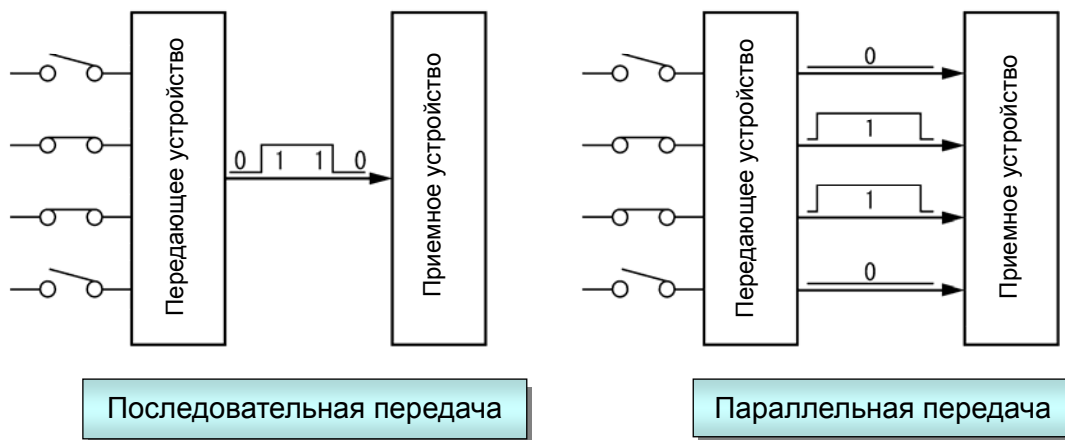 Передающее устройство
0 1 1 0
Приемное устройство
Передающее устройство
0
1
1
0
Приемное устройство
Последовательная передача
Параллельная передача